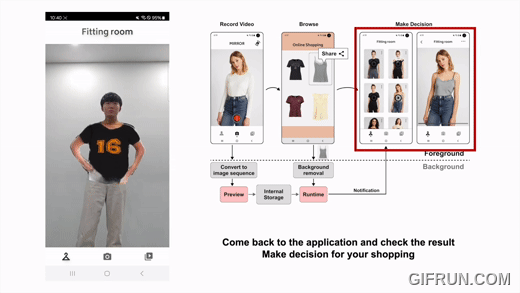 10:40
95%
Fitting room
16
Record Video
Browse
Make Decision
MIRROR
Online Shopping
Share
Fitting room
Fitting room
Foreground
Background
Convert to
image sequence
Background
removal
Preview
Internal
Storage
Runtime
Notification
Come back to the application and check the result
Make decision for your shopping
GIFRUN.COM